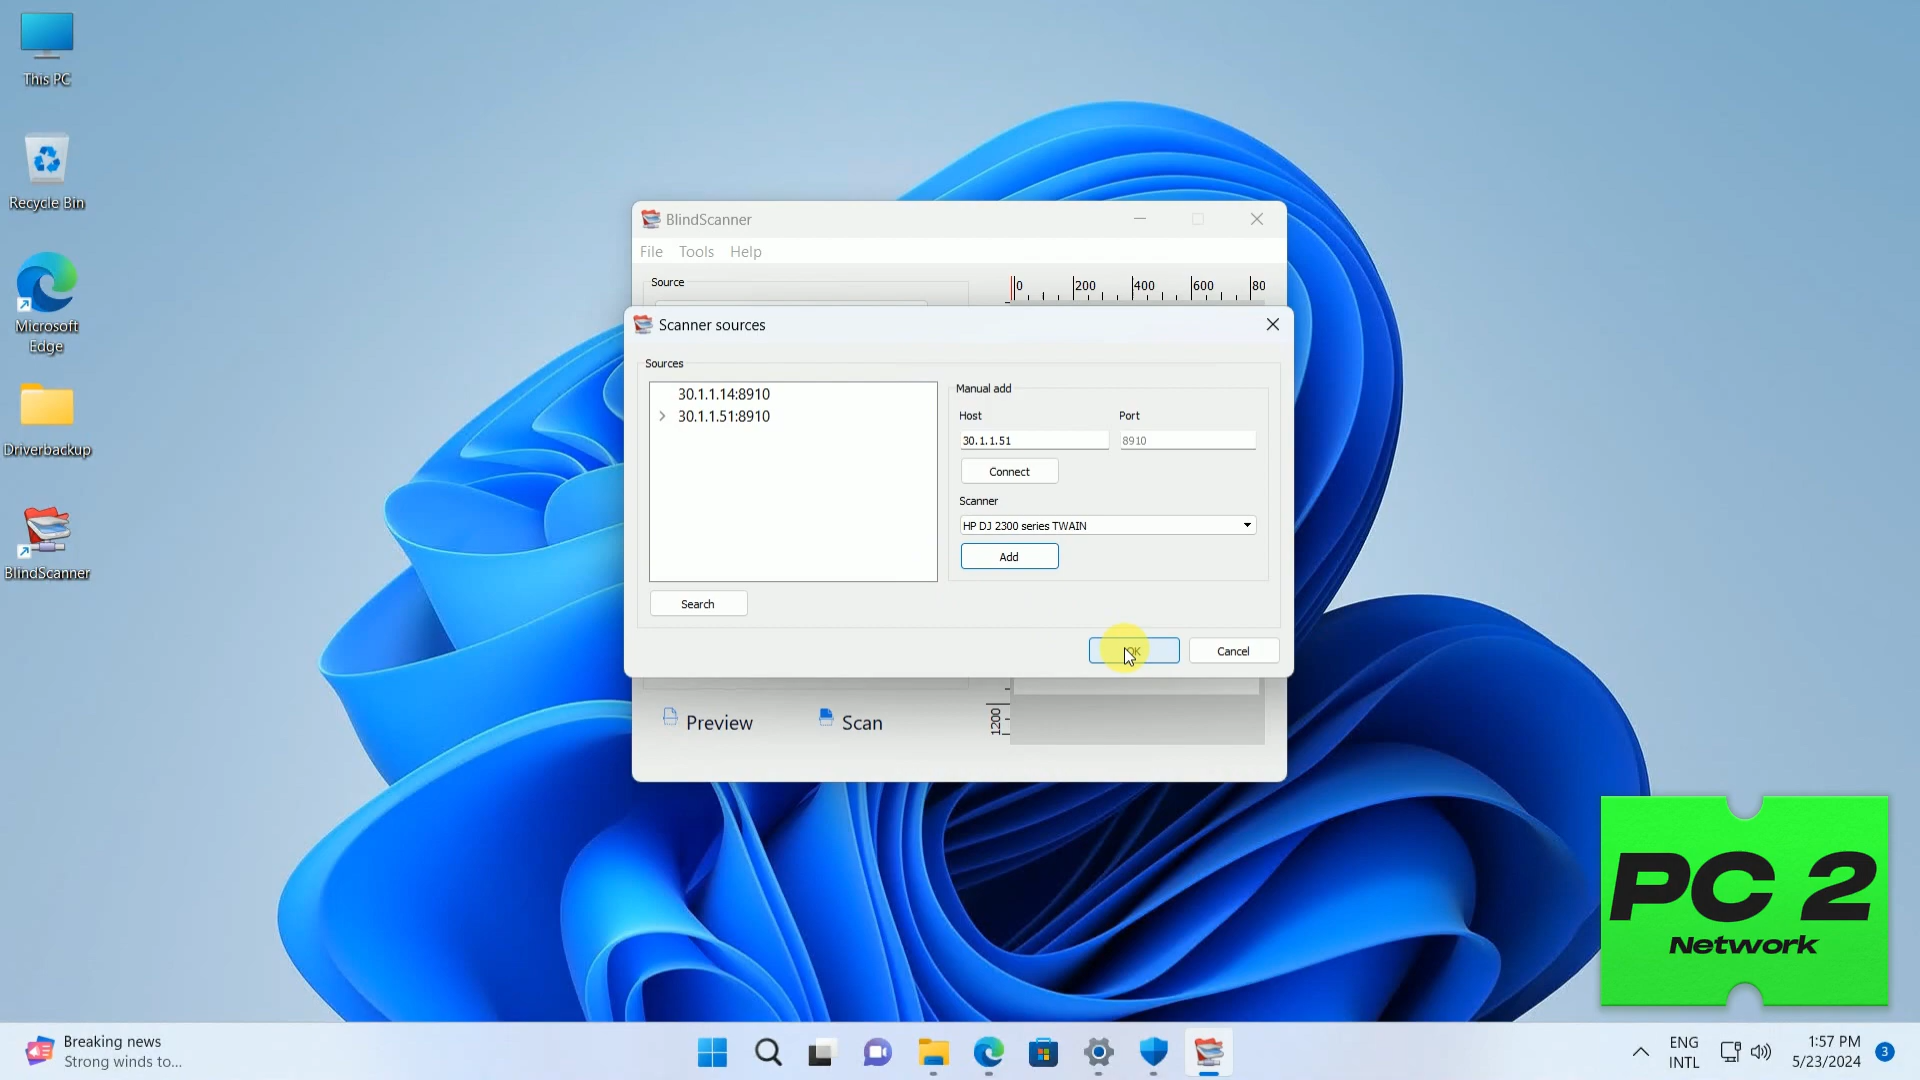 This PC
Recycle Bin
Microsoft
Edge
Driverbackup
BlindScanner
BlindScanner
File Tools Help
Source
0 200 400 600 80
Scanner sources
Sources
30.1.1.14:8910
30.1.1.51:8910
Manual add
Host Port
30.1.1.51 8910
Connect
Scanner
HP DJ 2300 series TWAIN
Add
Search
OK Cancel
Preview Scan
1200
PC 2
Network
Breaking news
Strong winds to...
ENG
INTL
1:57 PM
5/23/2024
3